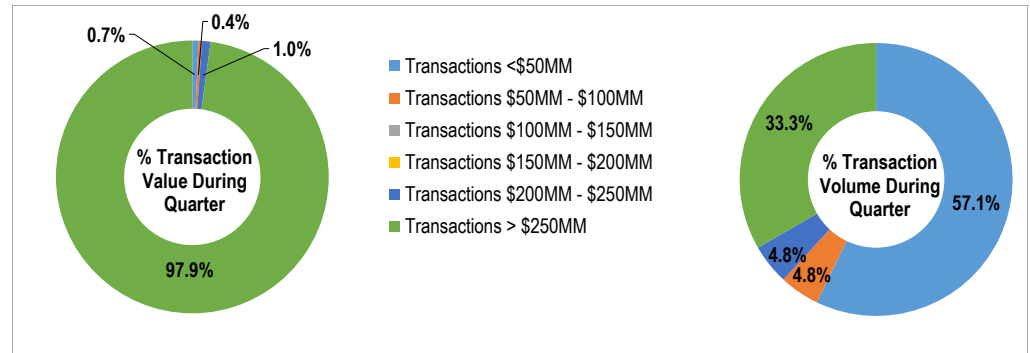 0.7%
0.4%
1.0%
% Transaction
Value During
Quarter
97.9%
Transactions <$50MM
Transactions $50MM - $100MM
Transactions $100MM - $150MM
Transactions $150MM - $200MM
Transactions $200MM - $250MM
Transactions > $250MM
33.3%
% Transaction
Volume During
Quarter
57.1%
4.8%
4.8%